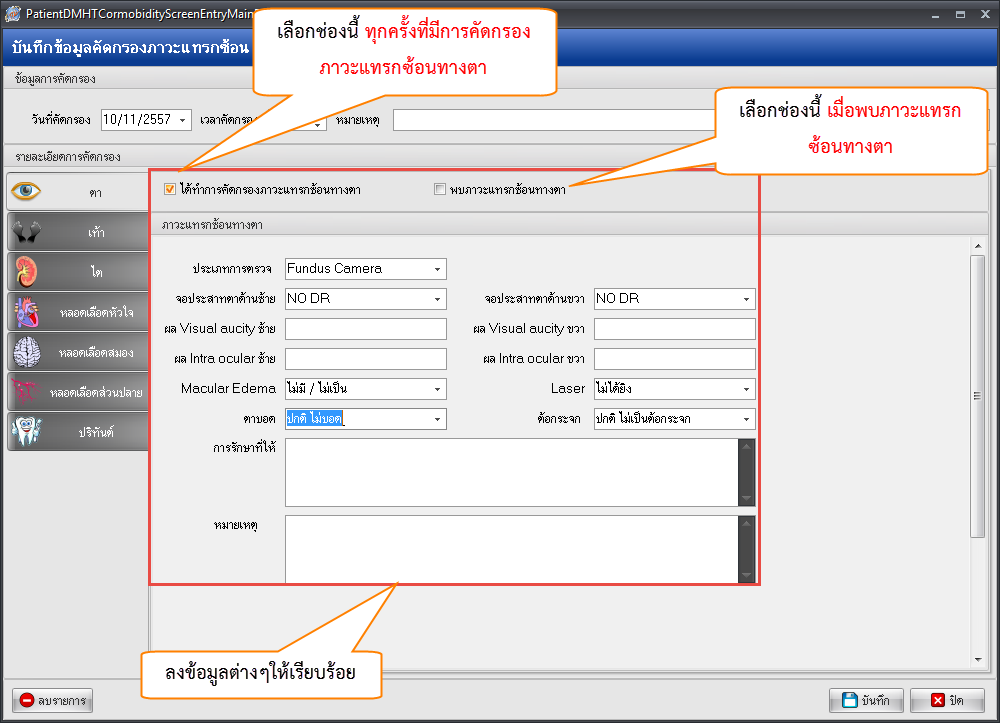 PatientDMHTCormobidityScreenEntryMain
บันทึกข้อมูลคัดกรองภาวะแทรกซ้อน
เลือกช่องนี้ ทุกครั้งที่มีการคัดกรอง
ภาวะแทรกซ้อนทางตา
ข้อมูลการคัดกรอง
วันที่คัดกรอง 10/11/2557 เวลาคัดกรอง หมายเหตุ
เลือกช่องนี้ เมื่อพบภาวะแทรก
ซ้อนทางตา
รายละเอียดการคัดกรอง
ตา
เท้า
ไต
หลอดเลือดหัวใจ
หลอดเลือดสมอง
หลอดเลือดส่วนปลาย
ปริทันต์
ได้ทำการคัดกรองภาวะแทรกซ้อนทางตา พบภาวะแทรกซ้อนทางตา
ภาวะแทรกซ้อนทางตา
ประเภทการตรวจ Fundus Camera
จอประสาทตาด้านซ้าย NO DR จอประสาทตาด้านขวา NO DR
ผล Visual aucity ซ้าย ผล Visual aucity ขวา
ผล Intra ocular ซ้าย ผล Intra ocular ขวา
Macular Edema ไม่มี / ไม่เป็น Laser ไม่ได้ยิง
ตาบอด ปกติ ไม่บอด ต้อกระจก ปกติ ไม่เป็นต้อกระจก
การรักษาที่ให้
หมายเหตุ
ลงข้อมูลต่างๆให้เรียบร้อย
ลบรายการ บันทึก ปิด